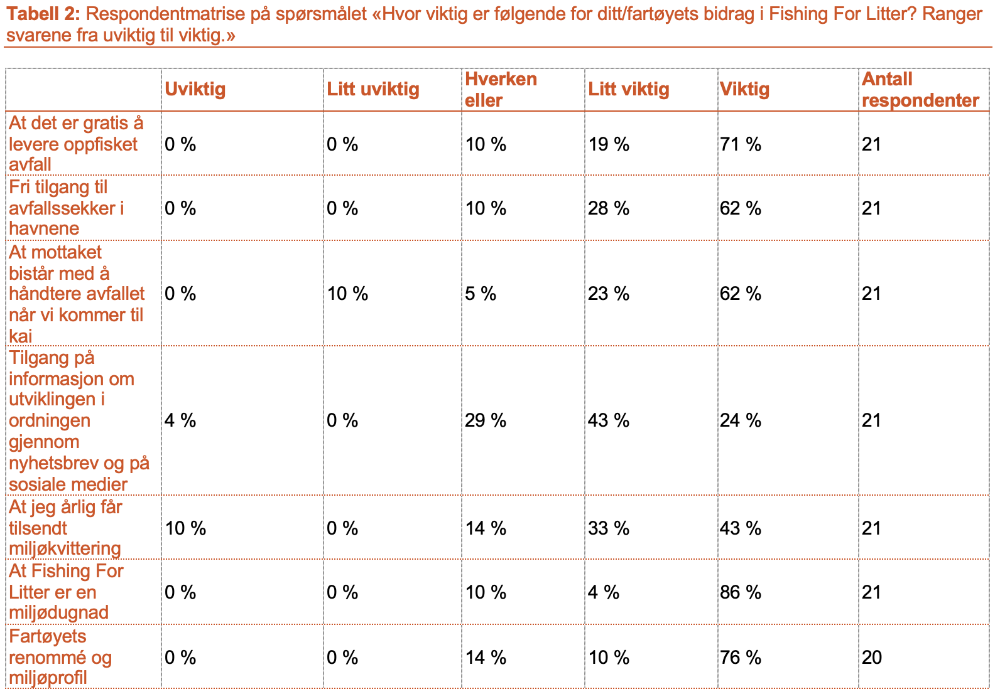 Tabell 2: Respondentmatrise på spørsmålet «Hvor viktig er følgende for ditt/fartøyets bidrag i Fishing For Litter? Ranger
svarene fra uviktig til viktig.»
Uviktig Litt uviktig Hverken eller Litt viktig Viktig Antall respondenter
At det er gratis å
levere oppfisket
avfall
0 % 0 % 10 % 19 % 71 % 21
Fri tilgang til
avfallssekker i
havnene
0 % 0 % 10 % 28 % 62 % 21
At mottaket
bistår med å
håndtere avfallet
når vi kommer til
kai
0 % 10 % 5 % 23 % 62 % 21
Tilgang på
informasjon om
utviklingen i
ordningen
gjennom
nyhetsbrev og på
sosiale medier
4 % 0 % 29 % 43 % 24 % 21
At jeg årlig får
tilsendt
miljøkvittering
10 % 0 % 14 % 33 % 43 % 21
At Fishing For
Litter er en
miljødugnad
0 % 0 % 10 % 4 % 86 % 21
Fartøyets
renommé og
miljøprofil
0 % 0 % 14 % 10 % 76 % 20